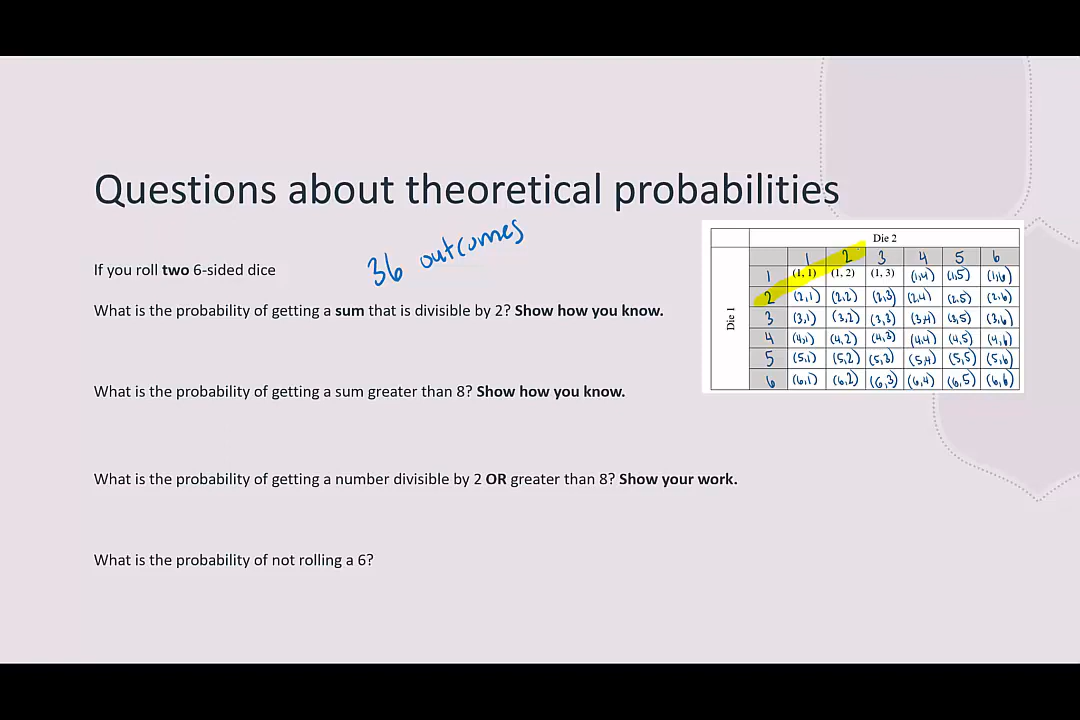 Questions about theoretical probabilities
36 outcomes
If you roll two 6-sided dice
What is the probability of getting a sum that is divisible by 2? Show how you know.
What is the probability of getting a sum greater than 8? Show how you know.
What is the probability of getting a number divisible by 2 OR greater than 8? Show your work.
What is the probability of not rolling a 6?
Die 2
1 2 3 4 5 6
Die 1
1 (1, 1) (1, 2) (1, 3) (1,4) (1,5) (1,6)
2 (2,1) (2,2) (2,3) (2,4) (2,5) (2,6)
3 (3,1) (3,2) (3,3) (3,4) (3,5) (3,6)
4 (4,1) (4,2) (4,3) (4,4) (4,5) (4,6)
5 (5,1) (5,2) (5,3) (5,4) (5,5) (5,6)
6 (6,1) (6,2) (6,3) (6,4) (6,5) (6,6)